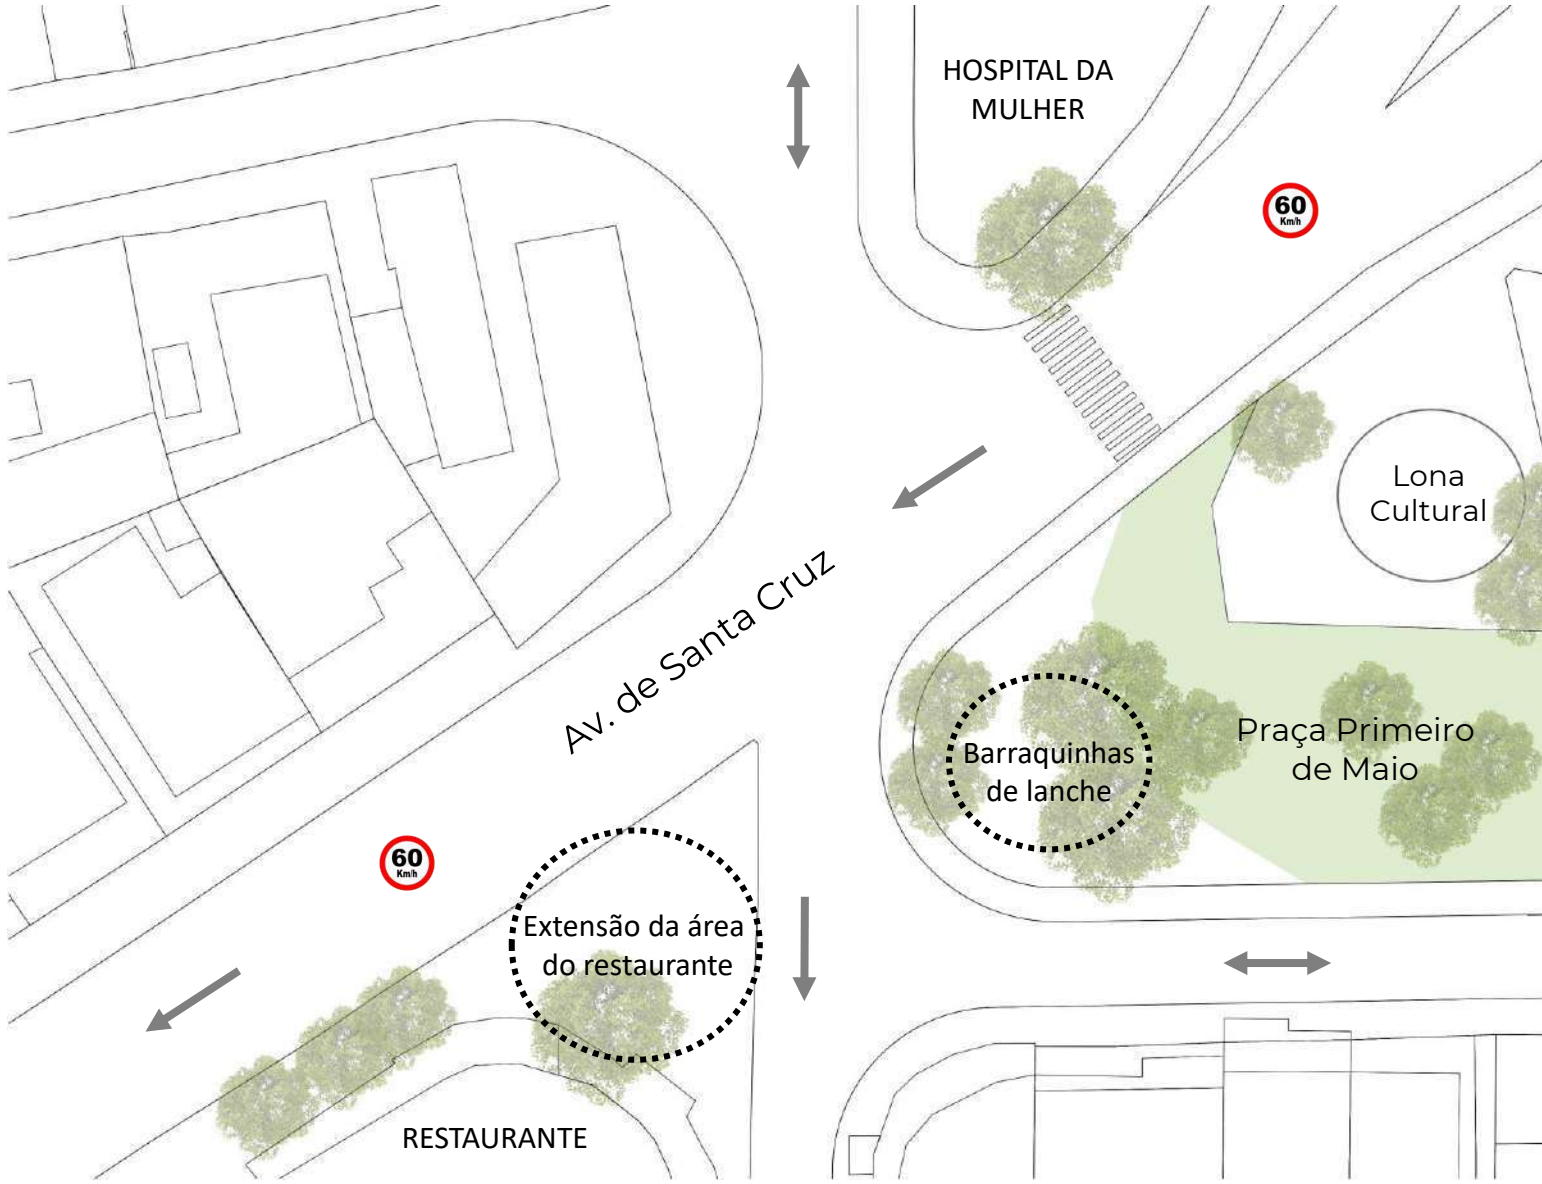 HOSPITAL DA
MULHER
60
Km/h
Lona
Cultural
Av. de Santa Cruz
Barraquinhas
de lanche
Praça Primeiro
de Maio
60
Km/h
Extensão da área
do restaurante
RESTAURANTE